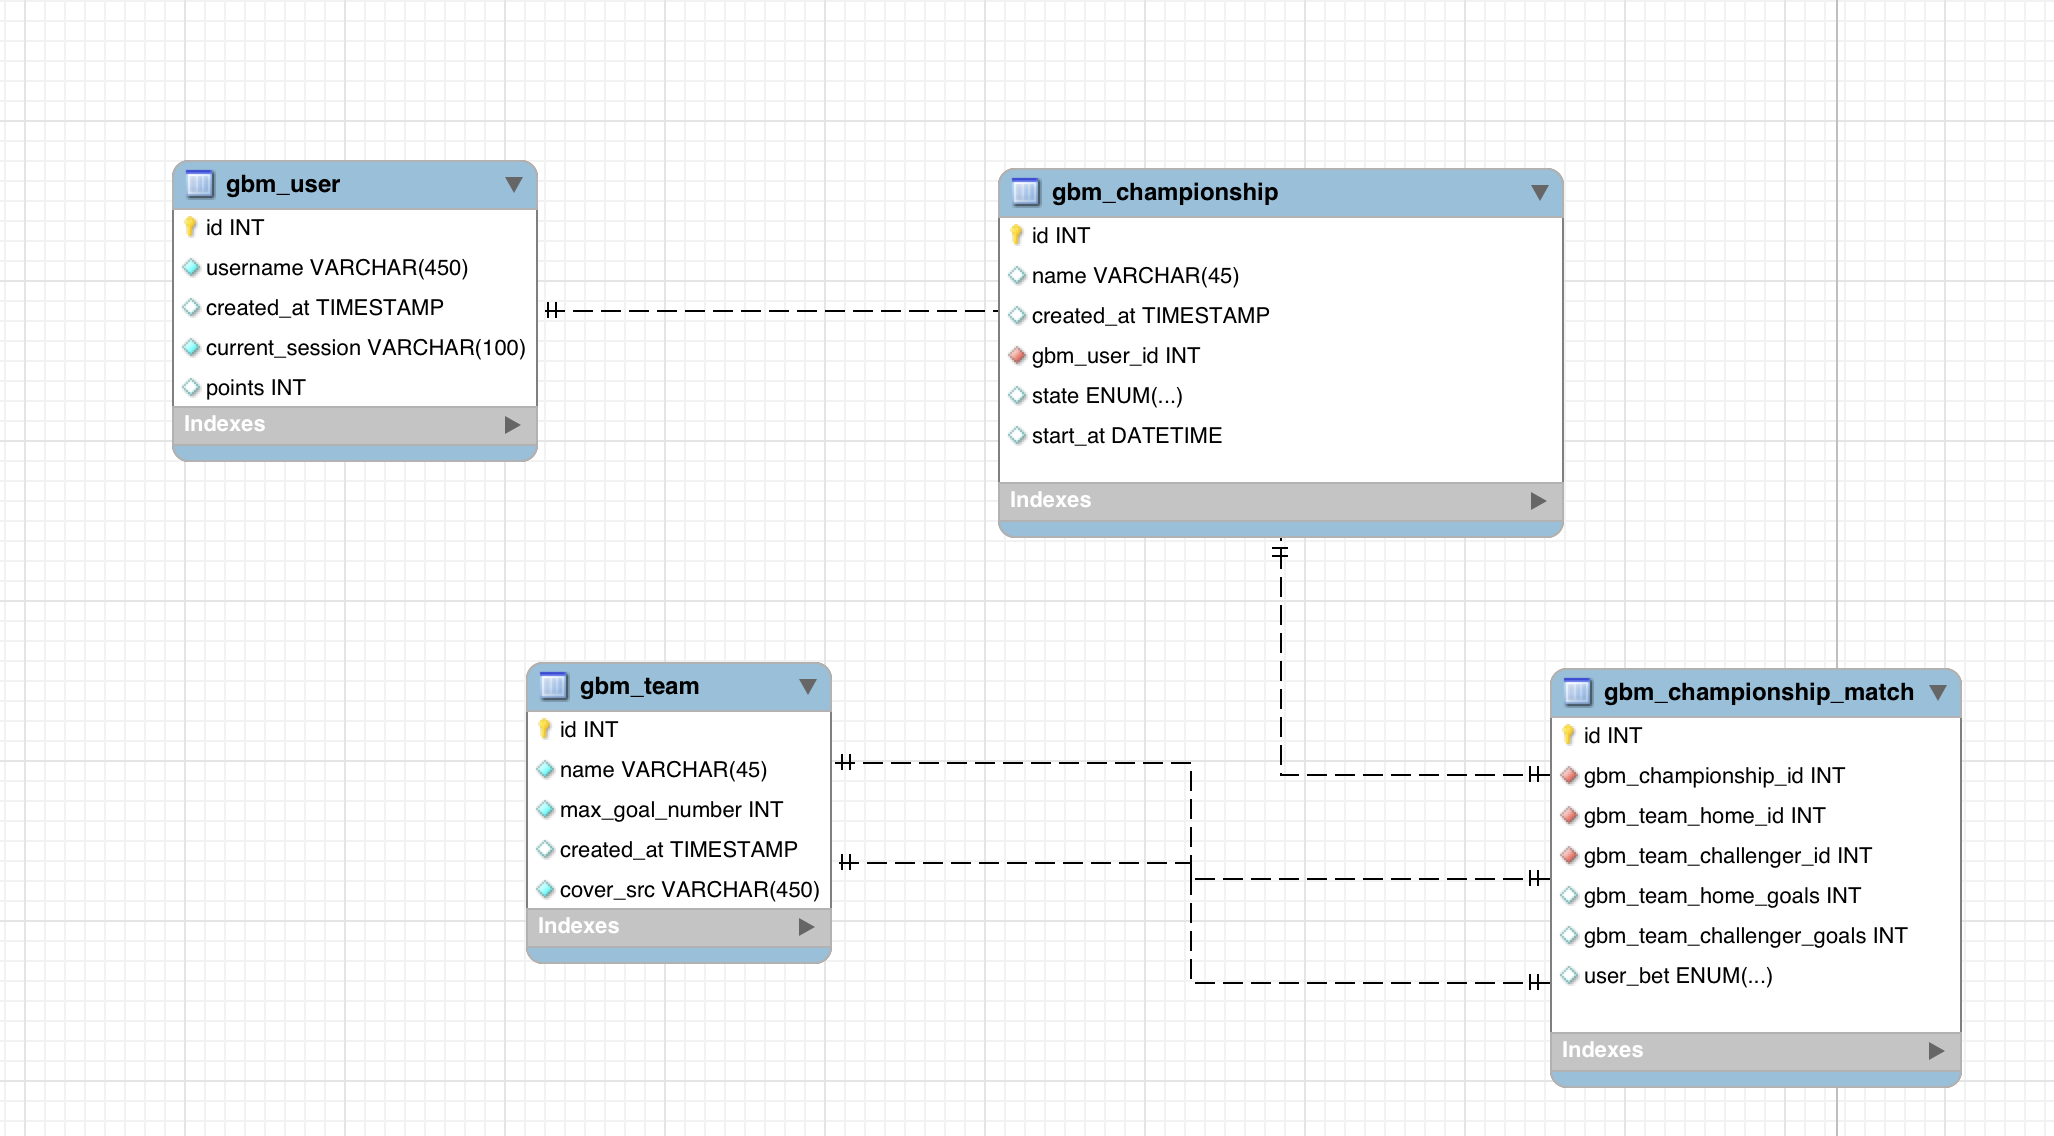 gbm_user
id INT
username VARCHAR(450)
created_at TIMESTAMP
current_session VARCHAR(100)
points INT
Indexes
gbm_championship
id INT
name VARCHAR(45)
created_at TIMESTAMP
gbm_user_id INT
state ENUM(...)
start_at DATETIME
Indexes
gbm_team
id INT
name VARCHAR(45)
max_goal_number INT
created_at TIMESTAMP
cover_src VARCHAR(450)
Indexes
gbm_championship_match
id INT
gbm_championship_id INT
gbm_team_home_id INT
gbm_team_challenger_id INT
gbm_team_home_goals INT
gbm_team_challenger_goals INT
user_bet ENUM(...)
Indexes